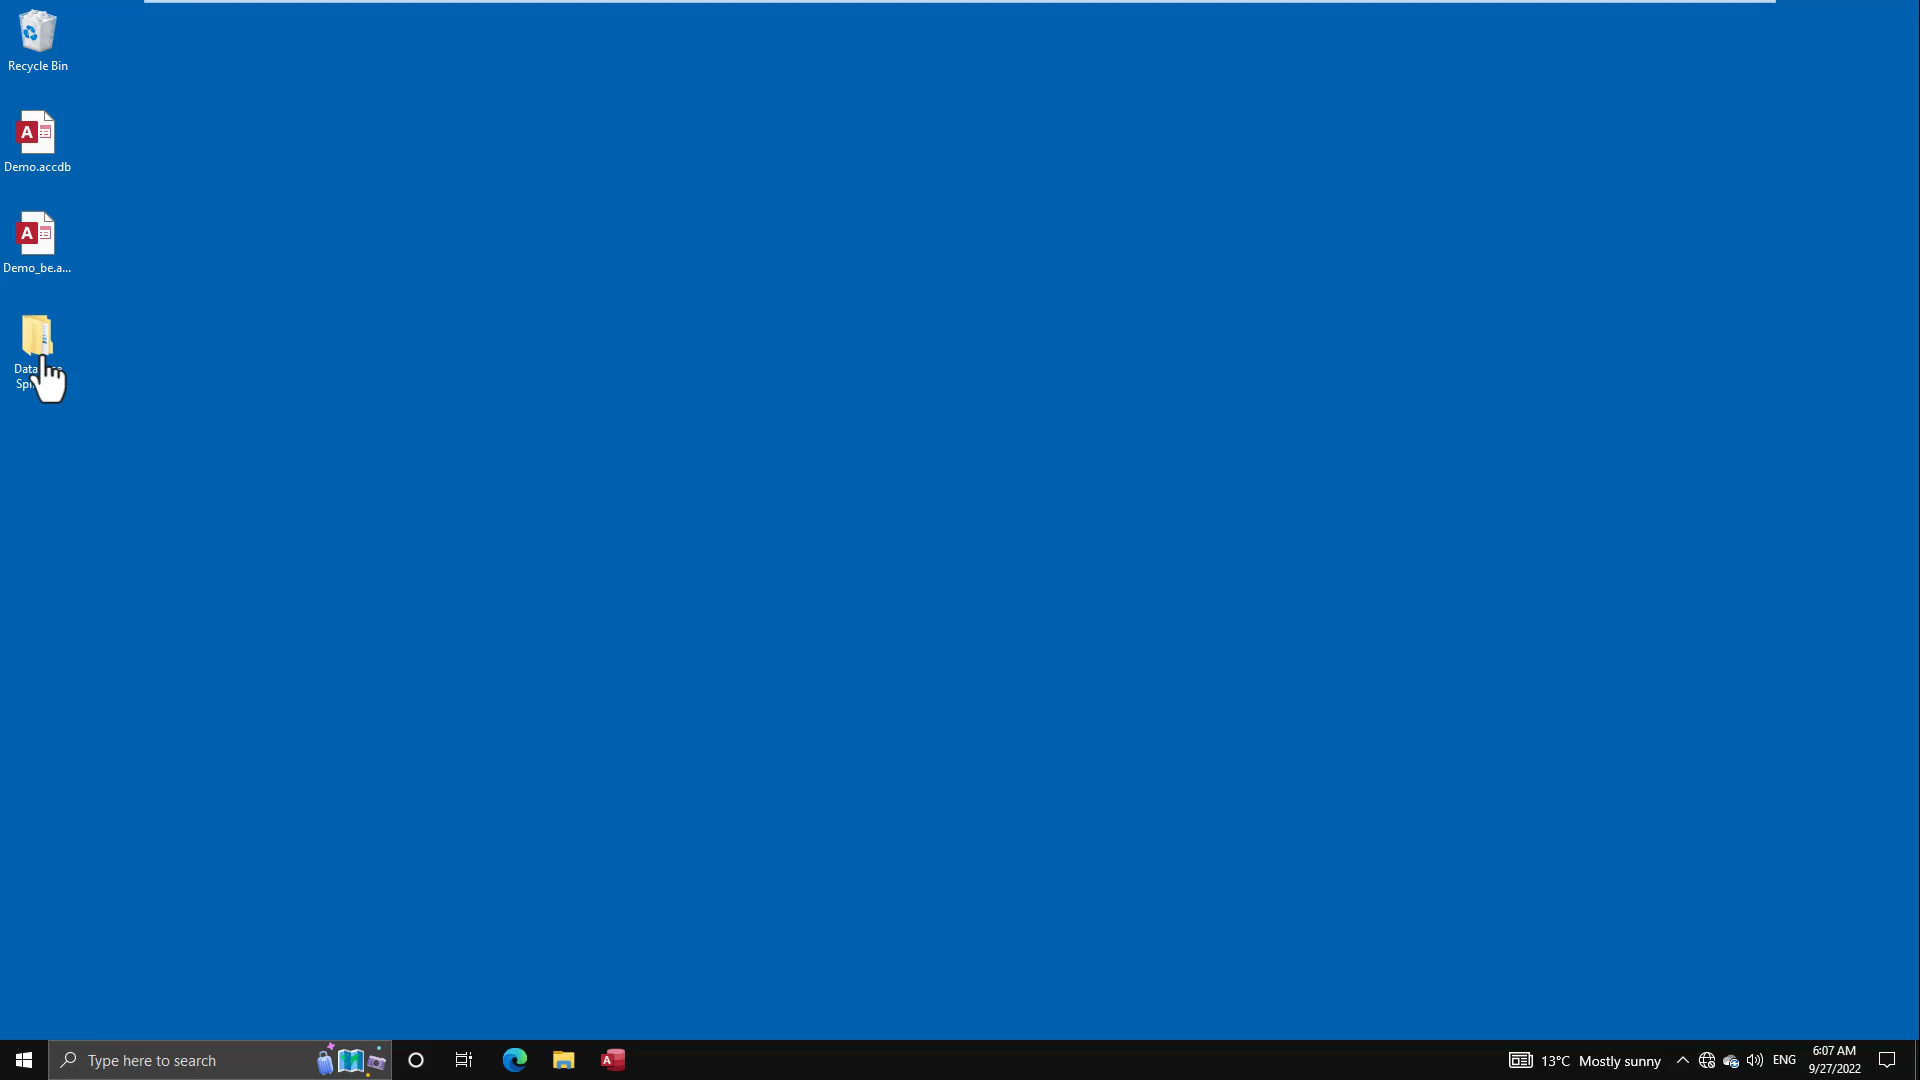 Recycle Bin
A
Demo.accdb
A
Demo_be.a...
Type here to search
A
13°C Mostly sunny
ENG
6:07 AM
9/27/2022